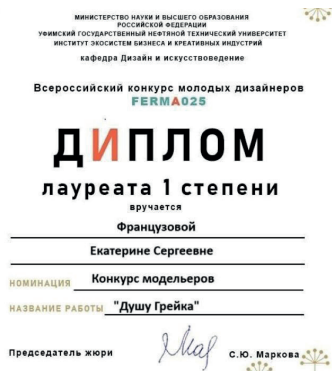 МИНИСТЕРСТВО НАУКИ И ВЫСШЕГО ОБРАЗОВАНИЯ
РОССИЙСКОЙ ФЕДЕРАЦИИ
УФИМСКИЙ ГОСУДАРСТВЕННЫЙ НЕФТЯНОЙ ТЕХНИЧЕСКИЙ УНИВЕРСИТЕТ
ИНСТИТУТ ЭКОСИСТЕМ БИЗНЕСА И КРЕАТИВНЫХ ИНДУСТРИЙ
кафедра Дизайн и искусствоведение
Всероссийский конкурс молодых дизайнеров
FERMA025
ДИПЛОМ
лауреата 1 степени
вручается
Французовой
Екатерине Сергеевне
НОМИНАЦИЯ Конкурс модельеров
НАЗВАНИЕ РАБОТЫ "Душу Грейка"
Председатель жюри С.Ю. Маркова